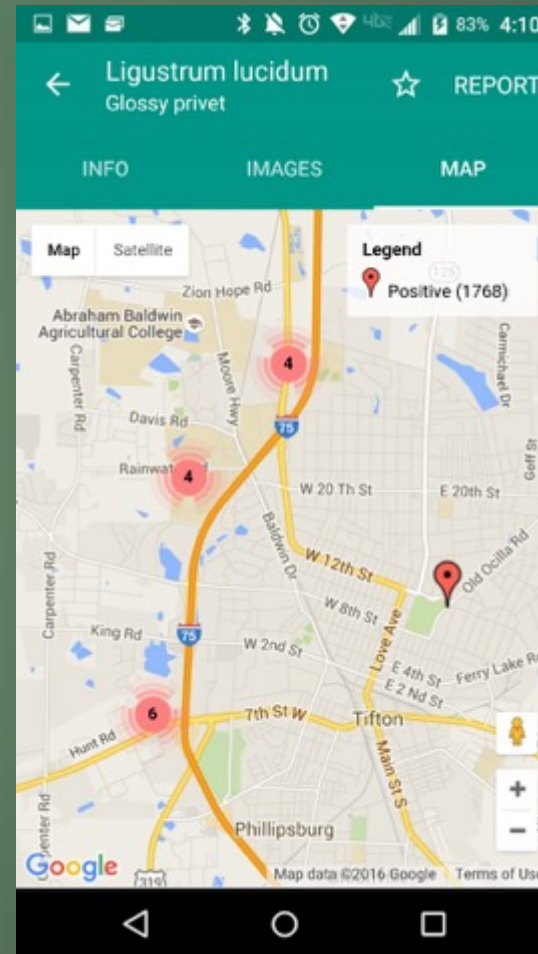 83% 4:10
Ligustrum lucidum
REPORT
Glossy privet
INFO IMAGES MAP
Map Satellite
Legend
Positive (1768)
125
Zion Hope Rd
Abraham Baldwin
Agricultural College
Carpenter Rd
Moore Hwy
Carmichael Dr
4
75
Davis Rd
Goff St
4
W 20 Th St
E 20th St
Baldwin Dr
W 12th St
Old Ocilla Rd
Carpenter Rd
W 8th St
King Rd
75
W 2nd St
Love Ave
E 4th St
Ferry Lake
E 2 Nd St
6
7th St W
Tifton
Hunt Rd
Main St S
Phillipsburg
+
−
Google
319
Map data ©2016 Google
Terms of Use